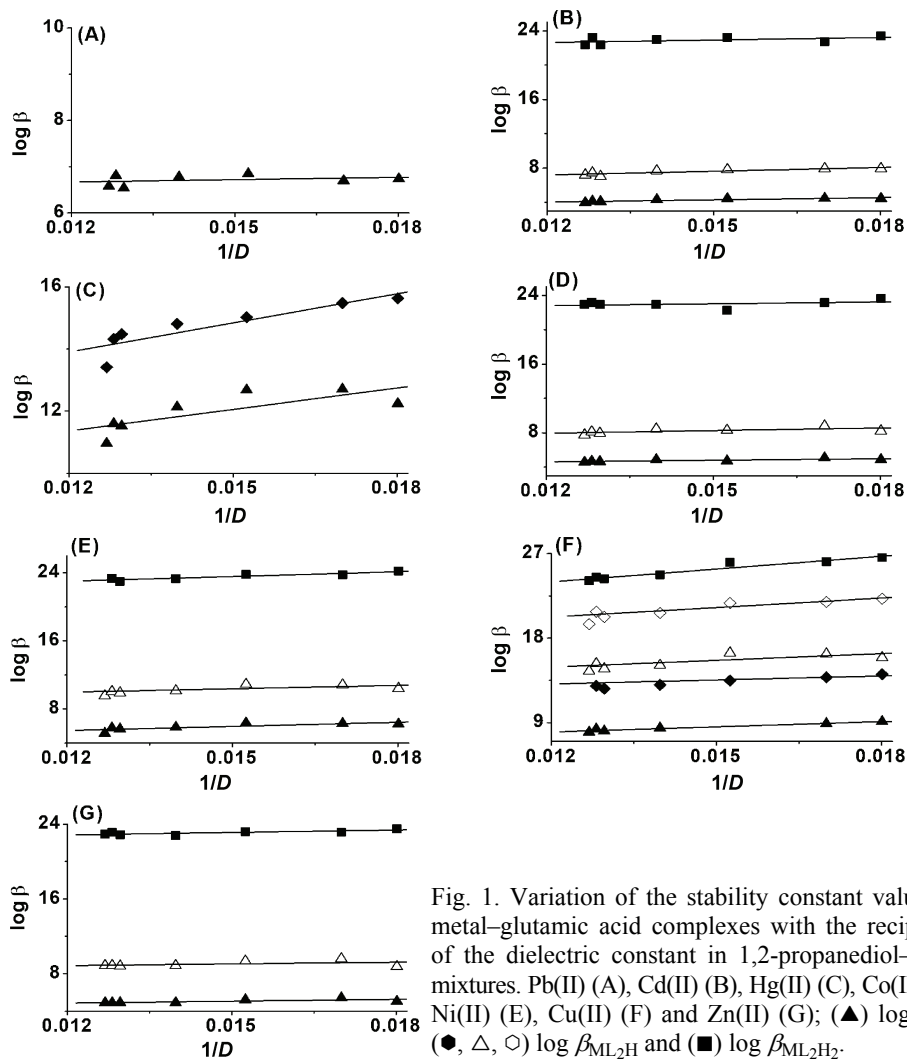 (A)
10
8
6
log β
0.012 0.015 0.018
1/D
(B)
24
16
8
log β
0.012 0.015 0.018
1/D
(C)
16
14
12
log β
0.012 0.015 0.018
1/D
(D)
24
16
8
log β
0.012 0.015 0.018
1/D
(E)
24
16
8
log β
0.012 0.015 0.018
1/D
(F)
27
18
9
log β
0.012 0.015 0.018
1/D
(G)
24
16
8
log β
0.012 0.015 0.018
1/D
Fig. 1. Variation of the stability constant valu
metal–glutamic acid complexes with the recip
of the dielectric constant in 1,2-propanediol–
mixtures. Pb(II) (A), Cd(II) (B), Hg(II) (C), Co(I
Ni(II) (E), Cu(II) (F) and Zn(II) (G); (▲) log
(⬢, △, ⬡) log βML₂H and (■) log βML₂H₂.